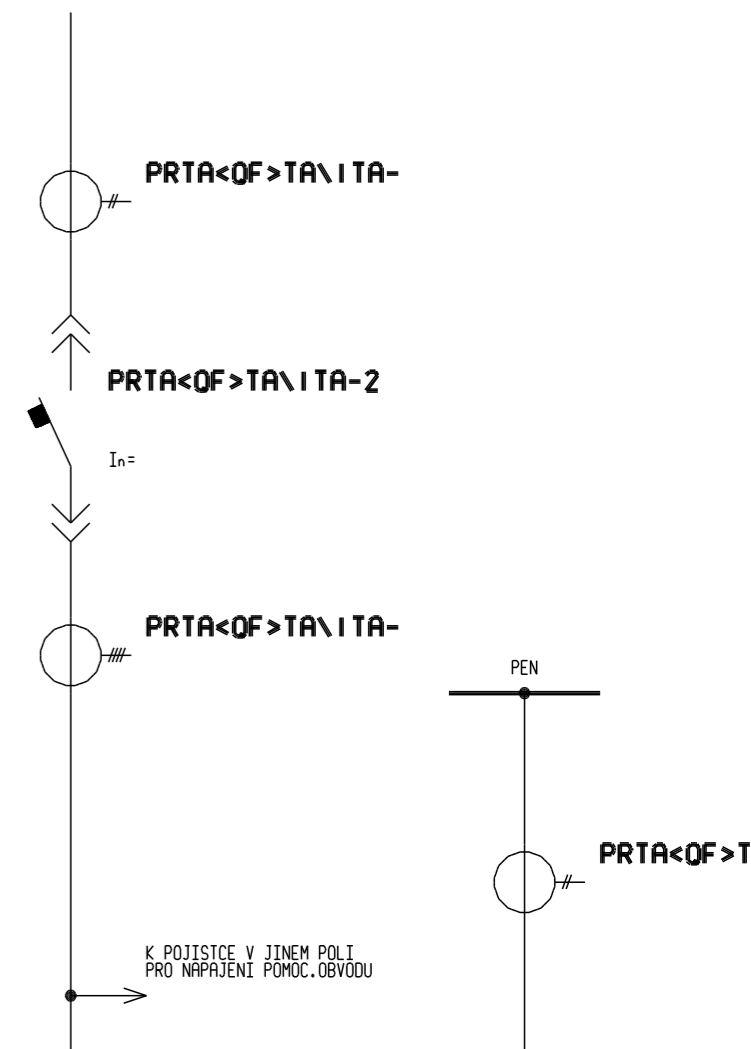 PRTA<QF>TA\ITA-
PRTA<QF>TA\ITA-2
In=
PRTA<QF>TA\ITA-
PEN
PRTA<QF>T
K POJISTCE V JINEM POLI
PRO NAPAJENI POMOC.OBVODU